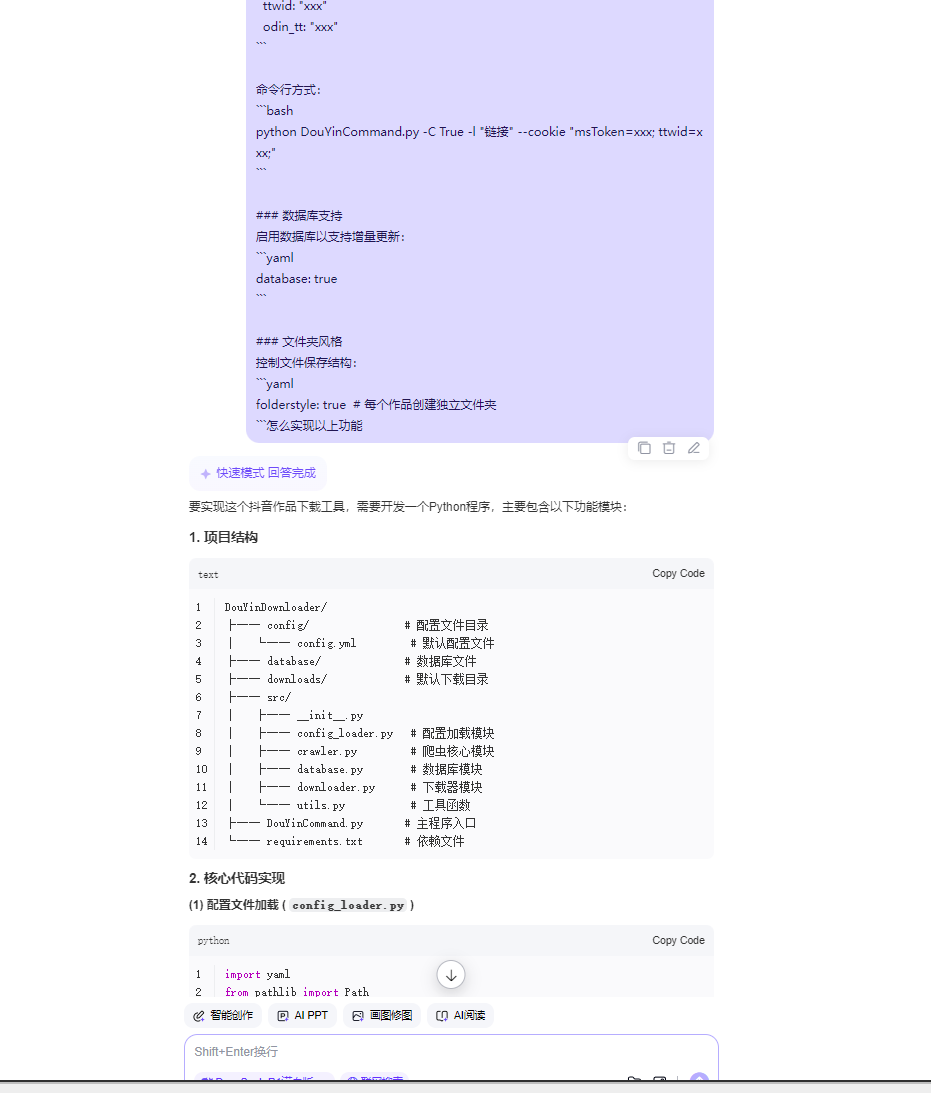 ttwid: "xxx"
odin_tt: "xxx"
```
命令行方式：
```bash
python DouYinCommand.py -C True -l "链接" --cookie "msToken=xxx; ttwid=x
xx;"
```
### 数据库支持
启用数据库以支持增量更新：
```yaml
database: true
```
### 文件夹风格
控制文件保存结构：
```yaml
folderstyle: true  # 每个作品创建独立文件夹
```怎么实现以上功能
快速模式 回答完成
要实现这个抖音作品下载工具，需要开发一个Python程序，主要包含以下功能模块：
1. 项目结构
text Copy Code
1 DouYinDownloader/
2 ├── config/ # 配置文件目录
3 │   └── config.yml # 默认配置文件
4 ├── database/ # 数据库文件
5 ├── downloads/ # 默认下载目录
6 ├── src/
7 │   ├── __init__.py
8 │   ├── config_loader.py # 配置加载模块
9 │   ├── crawler.py # 爬虫核心模块
10 │   ├── database.py # 数据库模块
11 │   ├── downloader.py # 下载器模块
12 │   └── utils.py # 工具函数
13 ├── DouYinCommand.py # 主程序入口
14 └── requirements.txt # 依赖文件
2. 核心代码实现
(1) 配置文件加载 ( config_loader.py )
python Copy Code
1 import yaml
2 from pathlib import Path
智能创作 AI PPT 画图修图 AI阅读
Shift+Enter换行